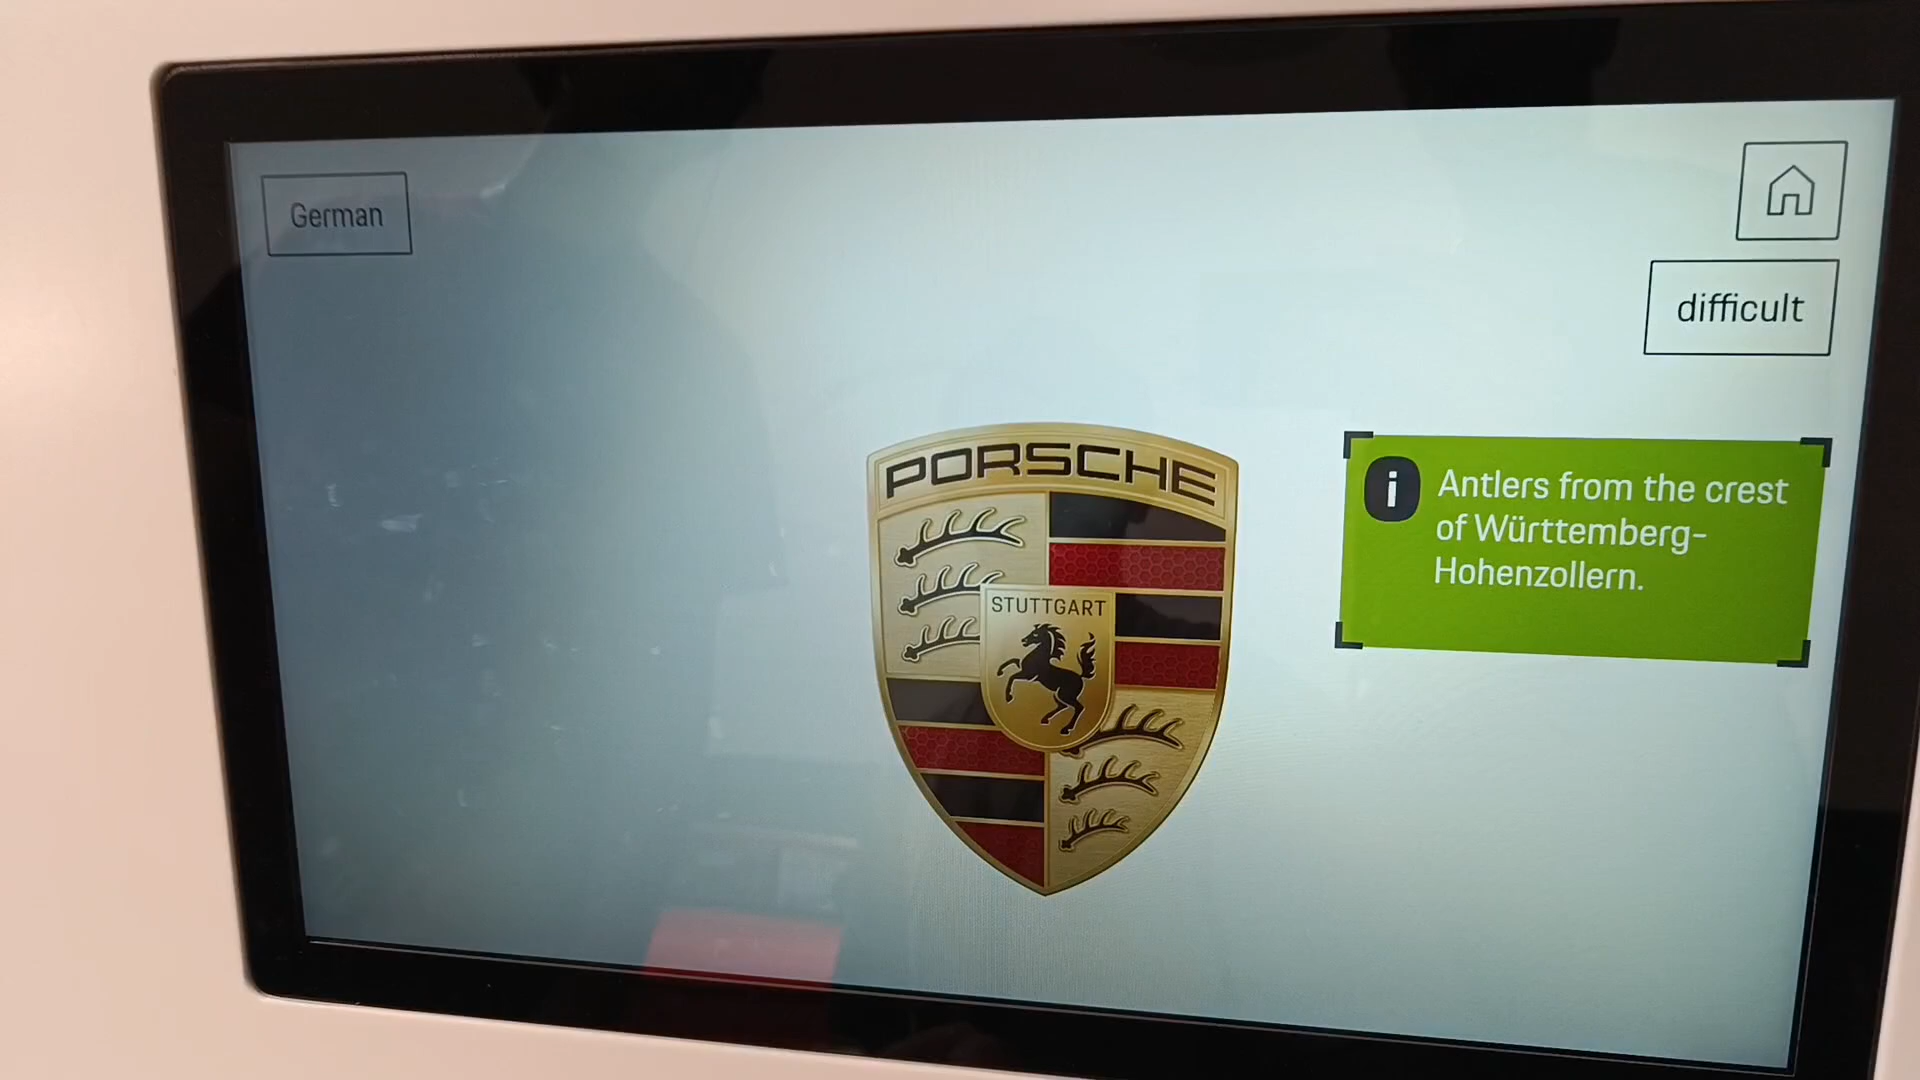 German
difficult
PORSCHE
STUTTGART
i
Antlers from the crest
of Württemberg-
Hohenzollern.